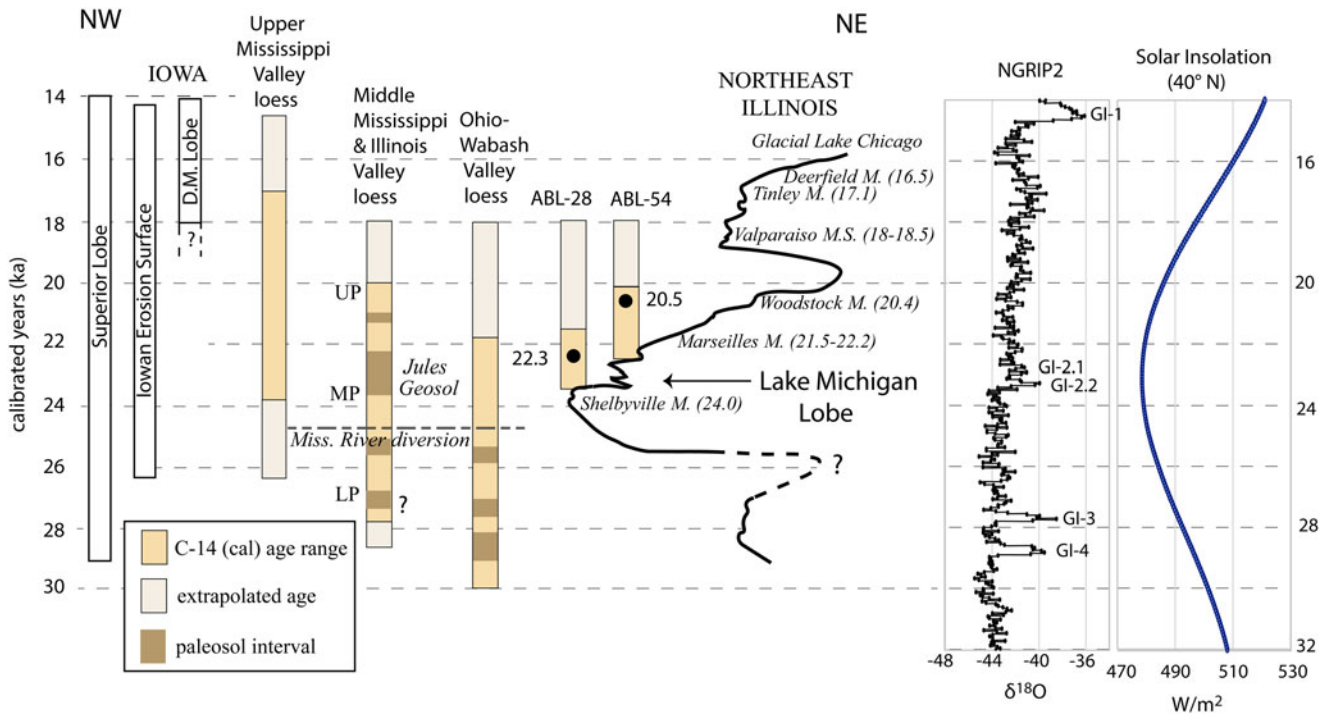 NW
NE
IOWA
Upper
Mississippi
Valley
loess
Middle
Mississippi
& Illinois
Valley
loess
Ohio-
Wabash
Valley
loess
ABL-28
ABL-54
NORTHEAST
ILLINOIS
NGRIP2
Solar Insolation
(40° N)
calibrated years (ka)
14
16
18
20
22
24
26
28
30
Superior Lobe
Iowan Erosion Surface
D.M. Lobe
?
UP
MP
LP
?
Jules
Geosol
Miss. River diversion
22.3
20.5
Glacial Lake Chicago
Deerfield M. (16.5)
Tinley M. (17.1)
Valparaiso M.S. (18-18.5)
Woodstock M. (20.4)
Marseilles M. (21.5-22.2)
Lake Michigan
Lobe
Shelbyville M. (24.0)
?
GI-1
GI-2.1
GI-2.2
GI-3
GI-4
16
20
24
28
32
-48
-44
-40
-36
δ18O
470
490
510
530
W/m²
C-14 (cal) age range
extrapolated age
paleosol interval